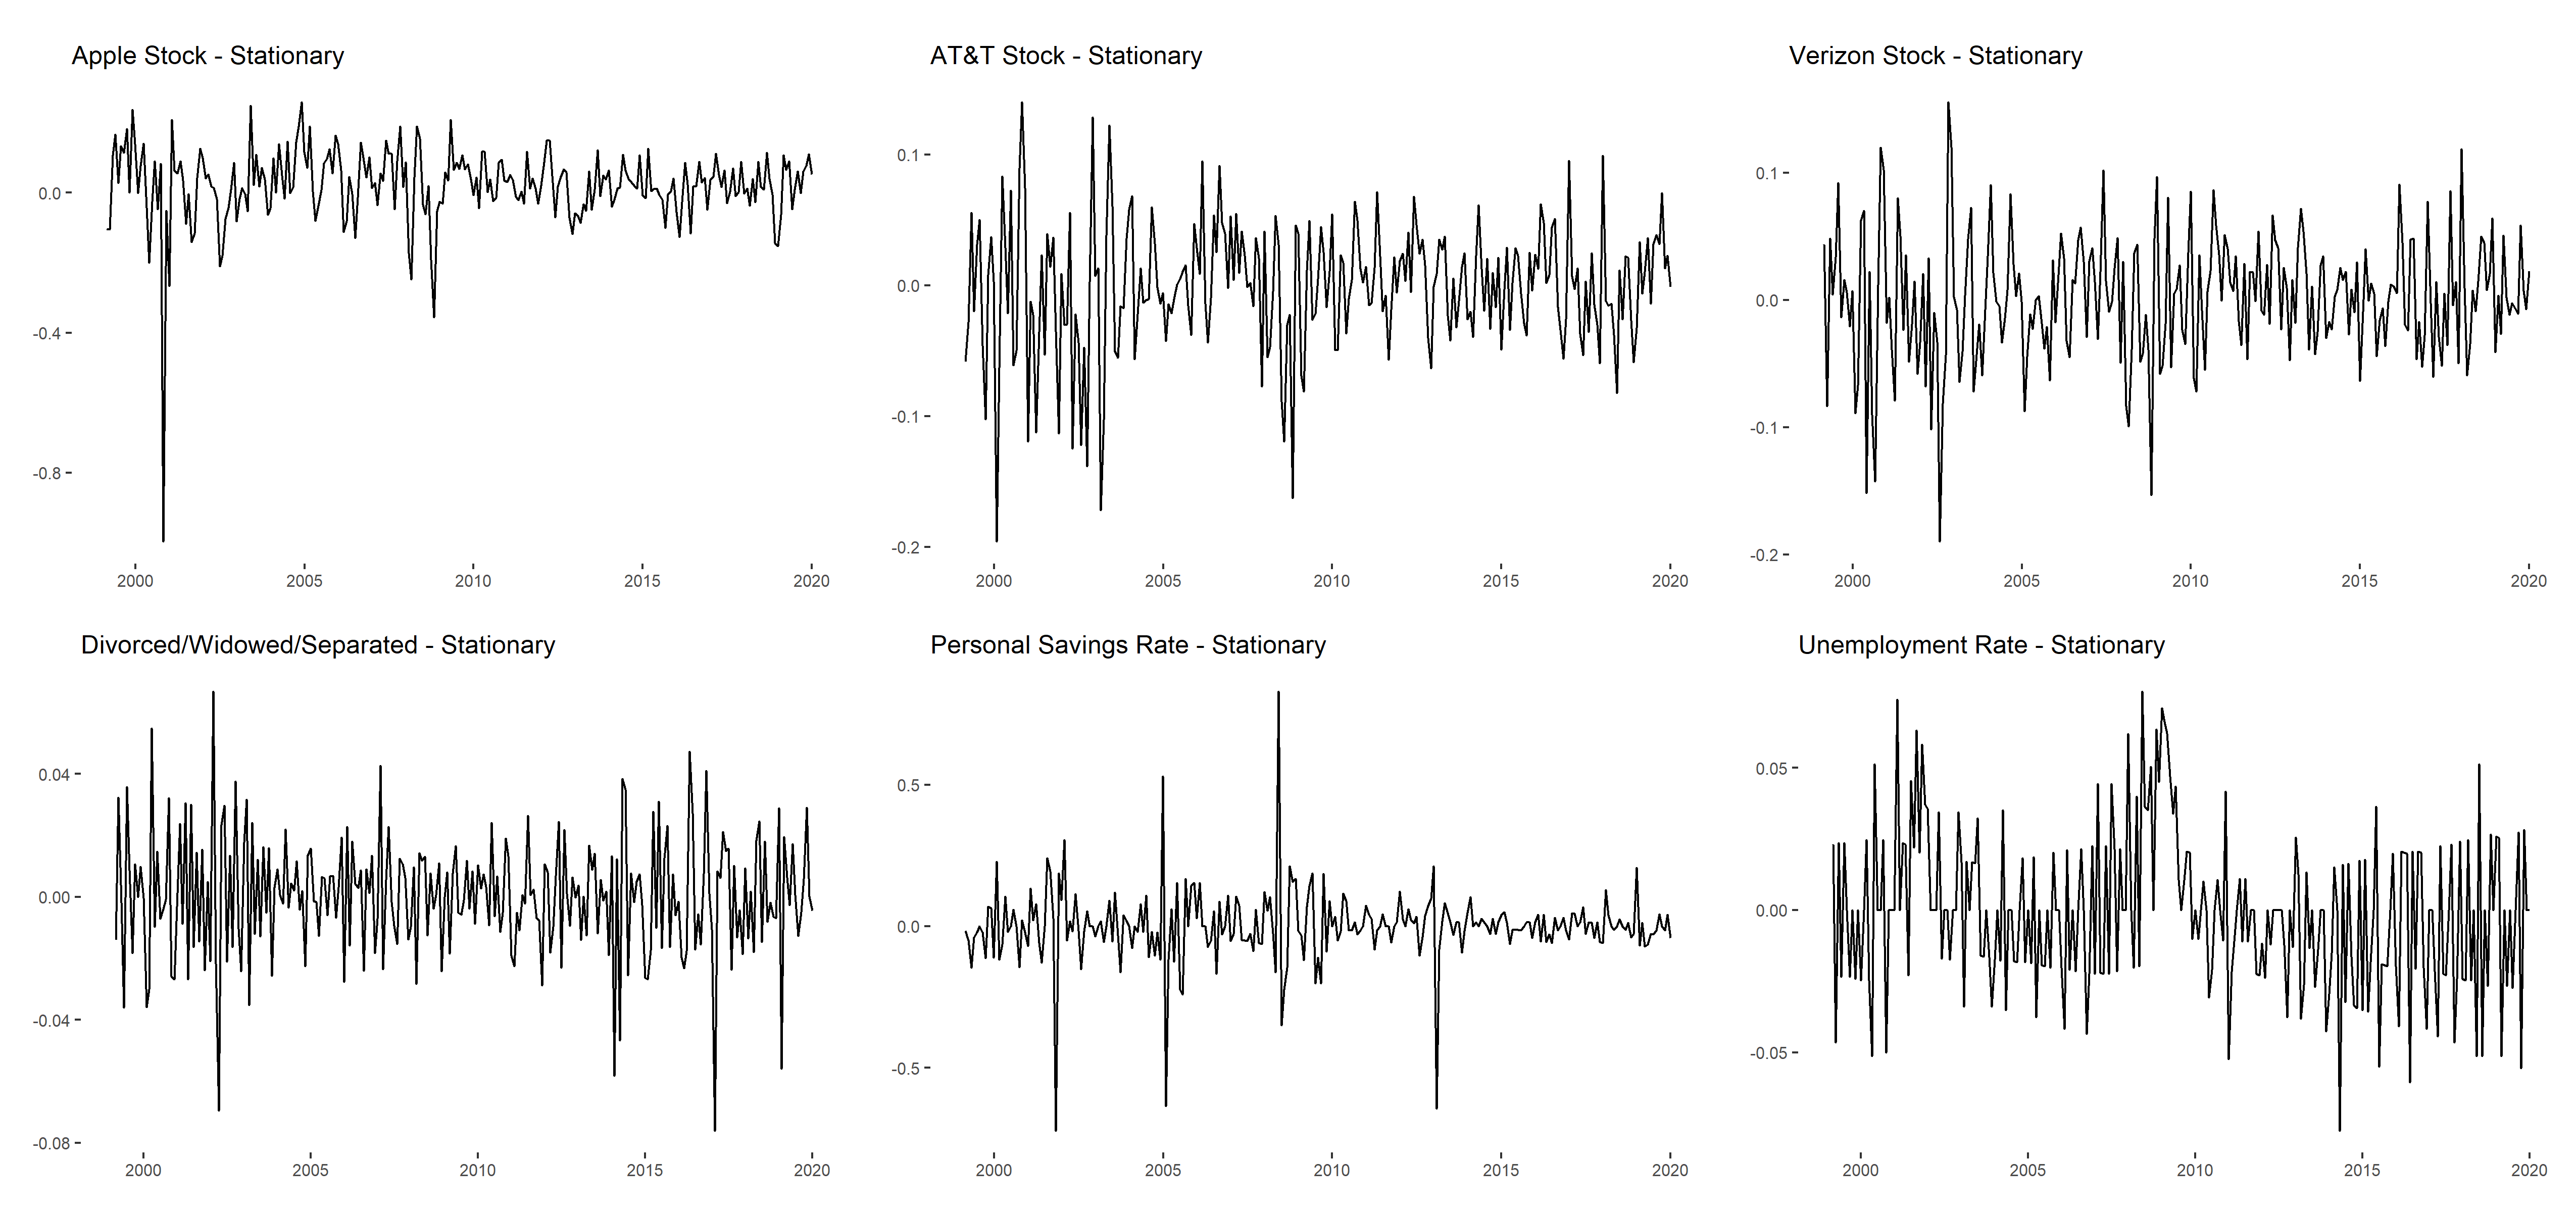 Apple Stock - Stationary
0.0
-0.4
-0.8
2000 2005 2010 2015 2020
AT&T Stock - Stationary
0.1
0.0
-0.1
-0.2
2000 2005 2010 2015 2020
Verizon Stock - Stationary
0.1
0.0
-0.1
-0.2
2000 2005 2010 2015 2020
Divorced/Widowed/Separated - Stationary
0.04
0.00
-0.04
-0.08
2000 2005 2010 2015 2020
Personal Savings Rate - Stationary
0.5
0.0
-0.5
2000 2005 2010 2015 2020
Unemployment Rate - Stationary
0.05
0.00
-0.05
2000 2005 2010 2015 2020